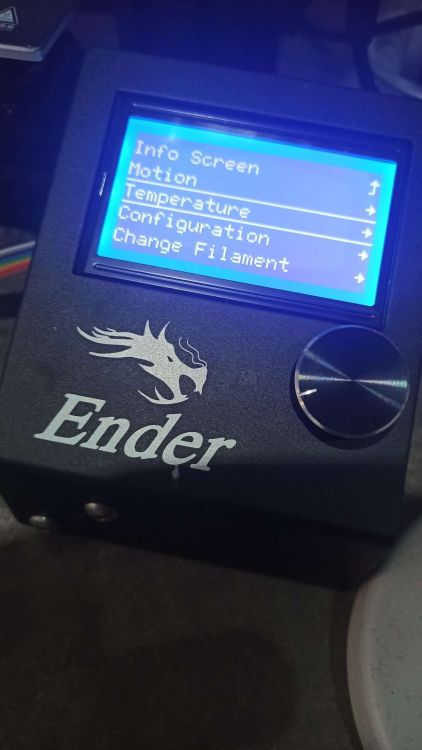 Info Screen
Motion
Temperature
Configuration
Change Filament
Ender